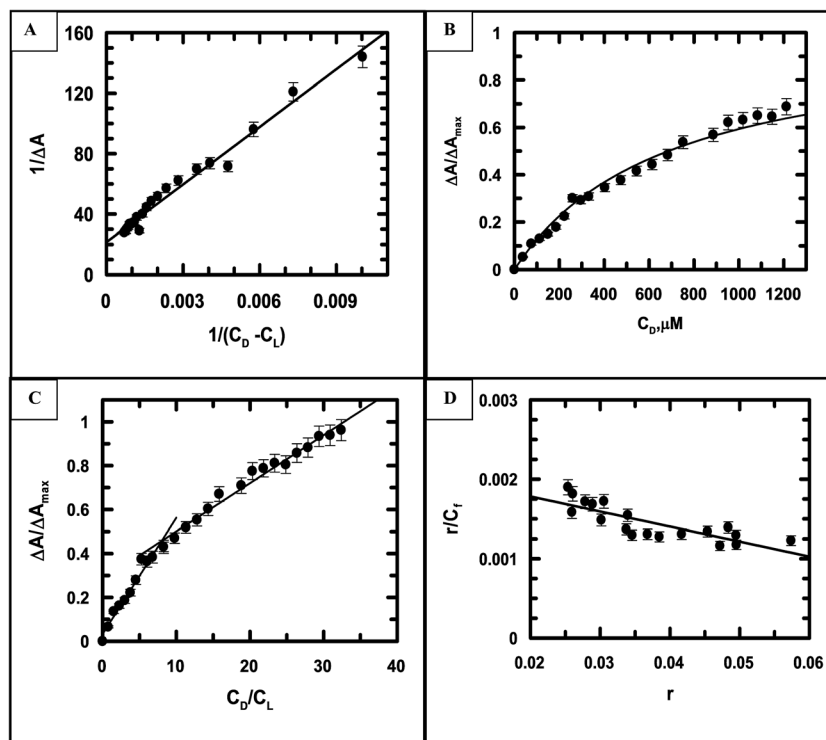 A
160
120
80
40
0
1/ΔA
0
0.003
0.006
0.009
1/(C_D -C_L)
B
1
0.8
0.6
0.4
0.2
0
ΔA/ΔA_max
0 200 400 600 800 1000 1200
C_D,μM
C
1
0.8
0.6
0.4
0.2
0
ΔA/ΔA_max
0 10 20 30 40
C_D/C_L
D
0.003
0.002
0.001
0
r/C_f
0.02 0.03 0.04 0.05 0.06
r